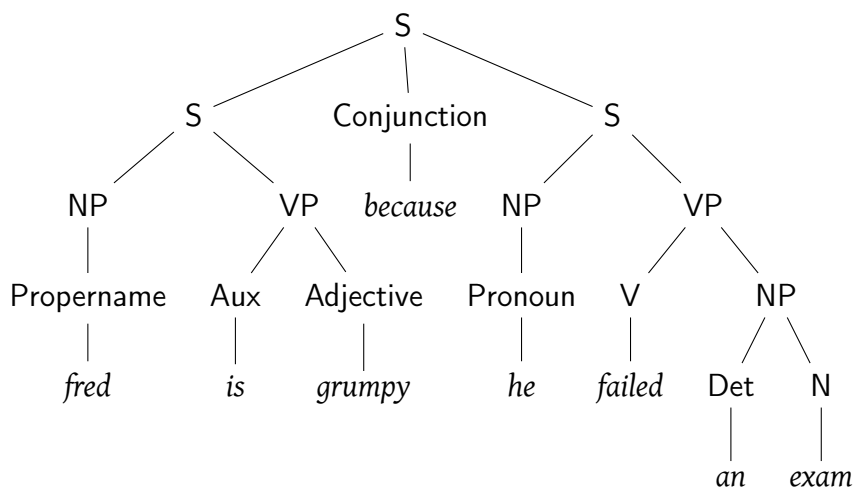 S
S Conjunction S
NP VP because NP VP
Propername Aux Adjective Pronoun V NP
fred is grumpy he failed Det N
an exam